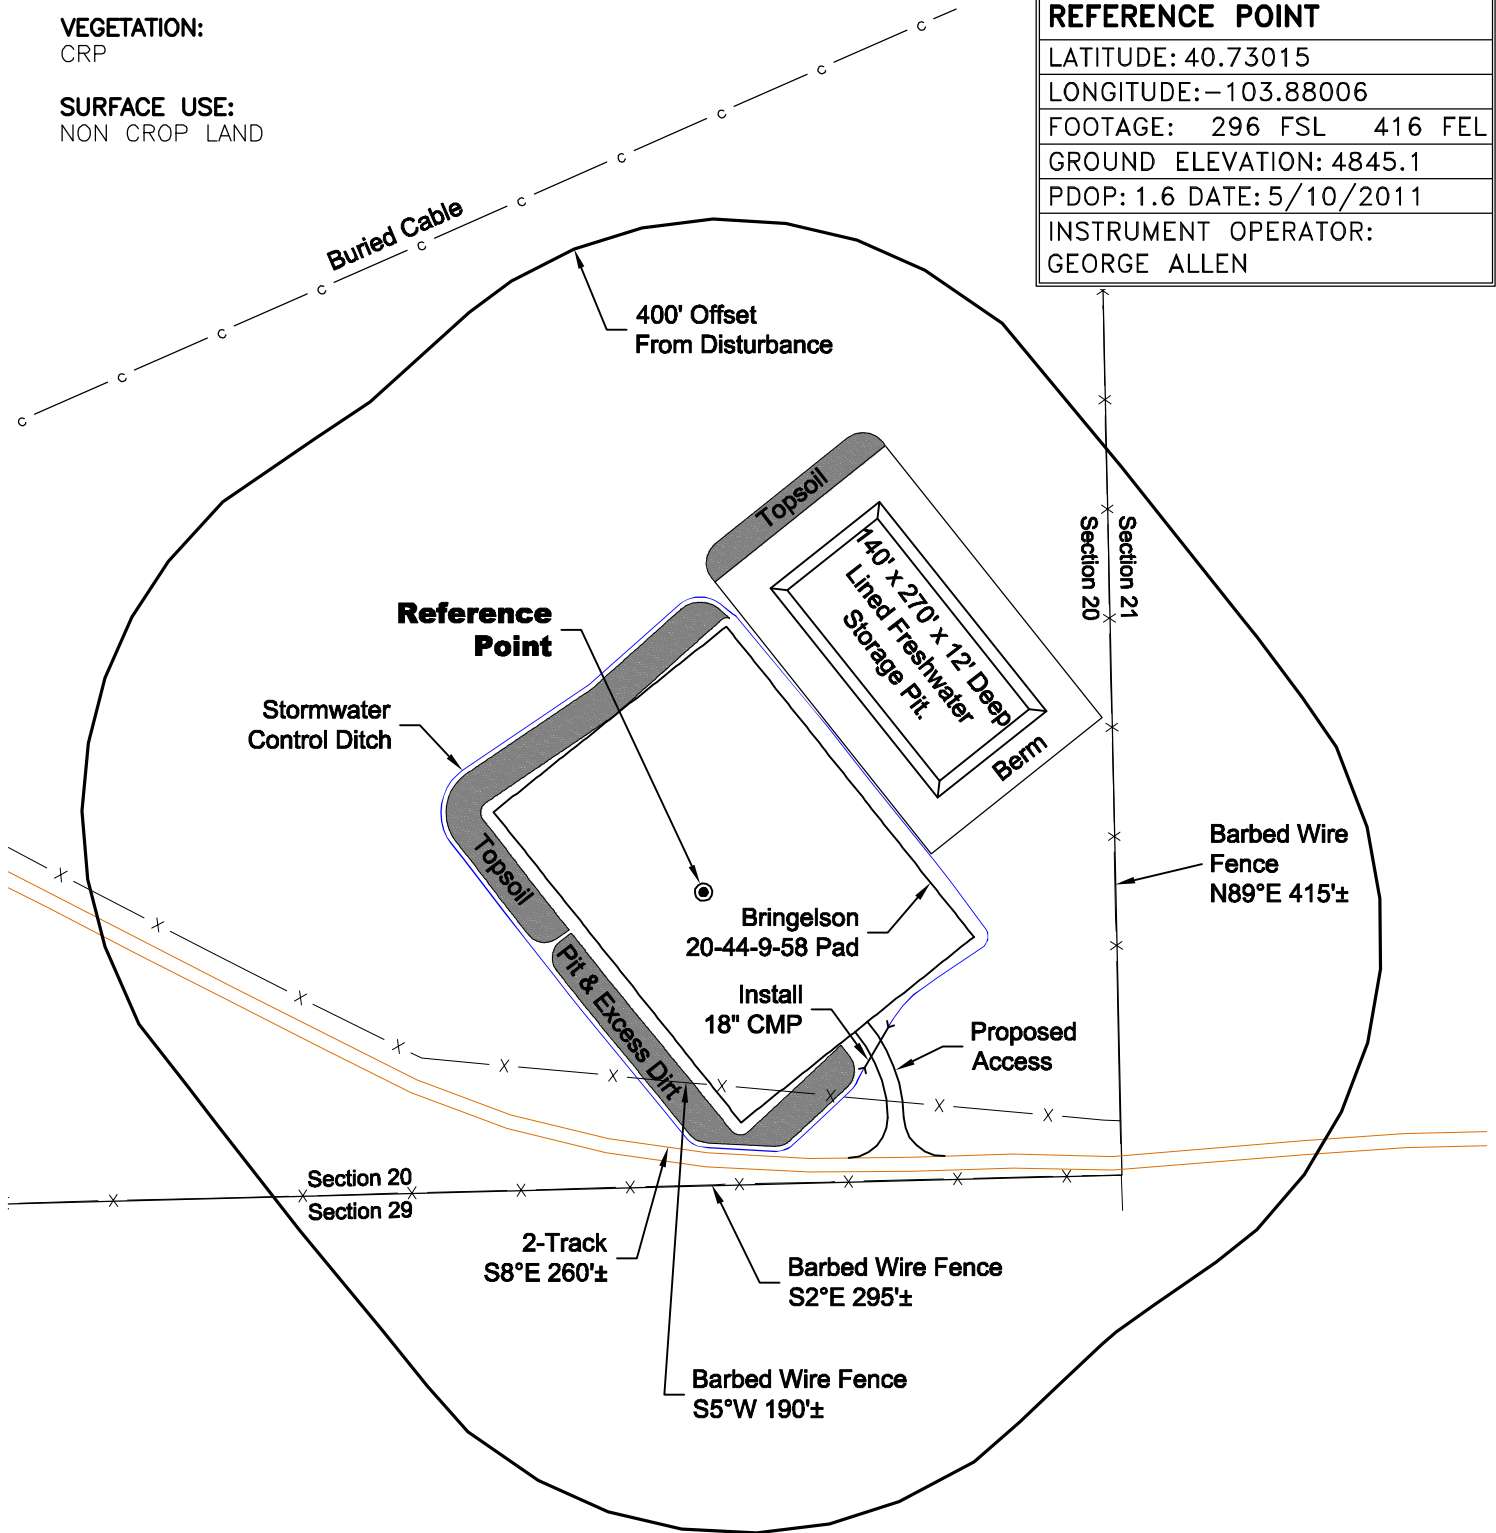 VEGETATION:
CRP
SURFACE USE:
NON CROP LAND
REFERENCE POINT
LATITUDE: 40.73015
LONGITUDE:-103.88006
FOOTAGE: 296 FSL 416 FEL
GROUND ELEVATION: 4845.1
PDOP: 1.6 DATE: 5/10/2011
INSTRUMENT OPERATOR:
GEORGE ALLEN
Buried Cable
400' Offset
From Disturbance
Topsoil
140' x 270' x 12' Deep
Lined Freshwater
Storage Pit.
Berm
Section 21
Section 20
Reference
Point
Stormwater
Control Ditch
Topsoil
Pit & Excess Dirt
Bringelson
20-44-9-58 Pad
Install
18" CMP
Proposed
Access
Barbed Wire
Fence
N89°E 415'±
Section 20
Section 29
2-Track
S8°E 260'±
Barbed Wire Fence
S2°E 295'±
Barbed Wire Fence
S5°W 190'±